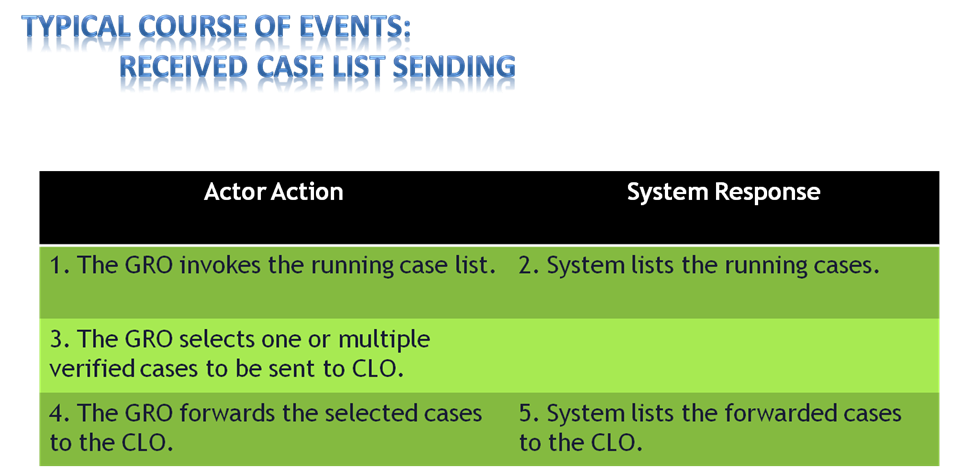 TYPICAL COURSE OF EVENTS:
RECEIVED CASE LIST SENDING
Actor Action
System Response
1. The GRO invokes the running case list.
2. System lists the running cases.
3. The GRO selects one or multiple
verified cases to be sent to CLO.
4. The GRO forwards the selected cases
to the CLO.
5. System lists the forwarded cases
to the CLO.